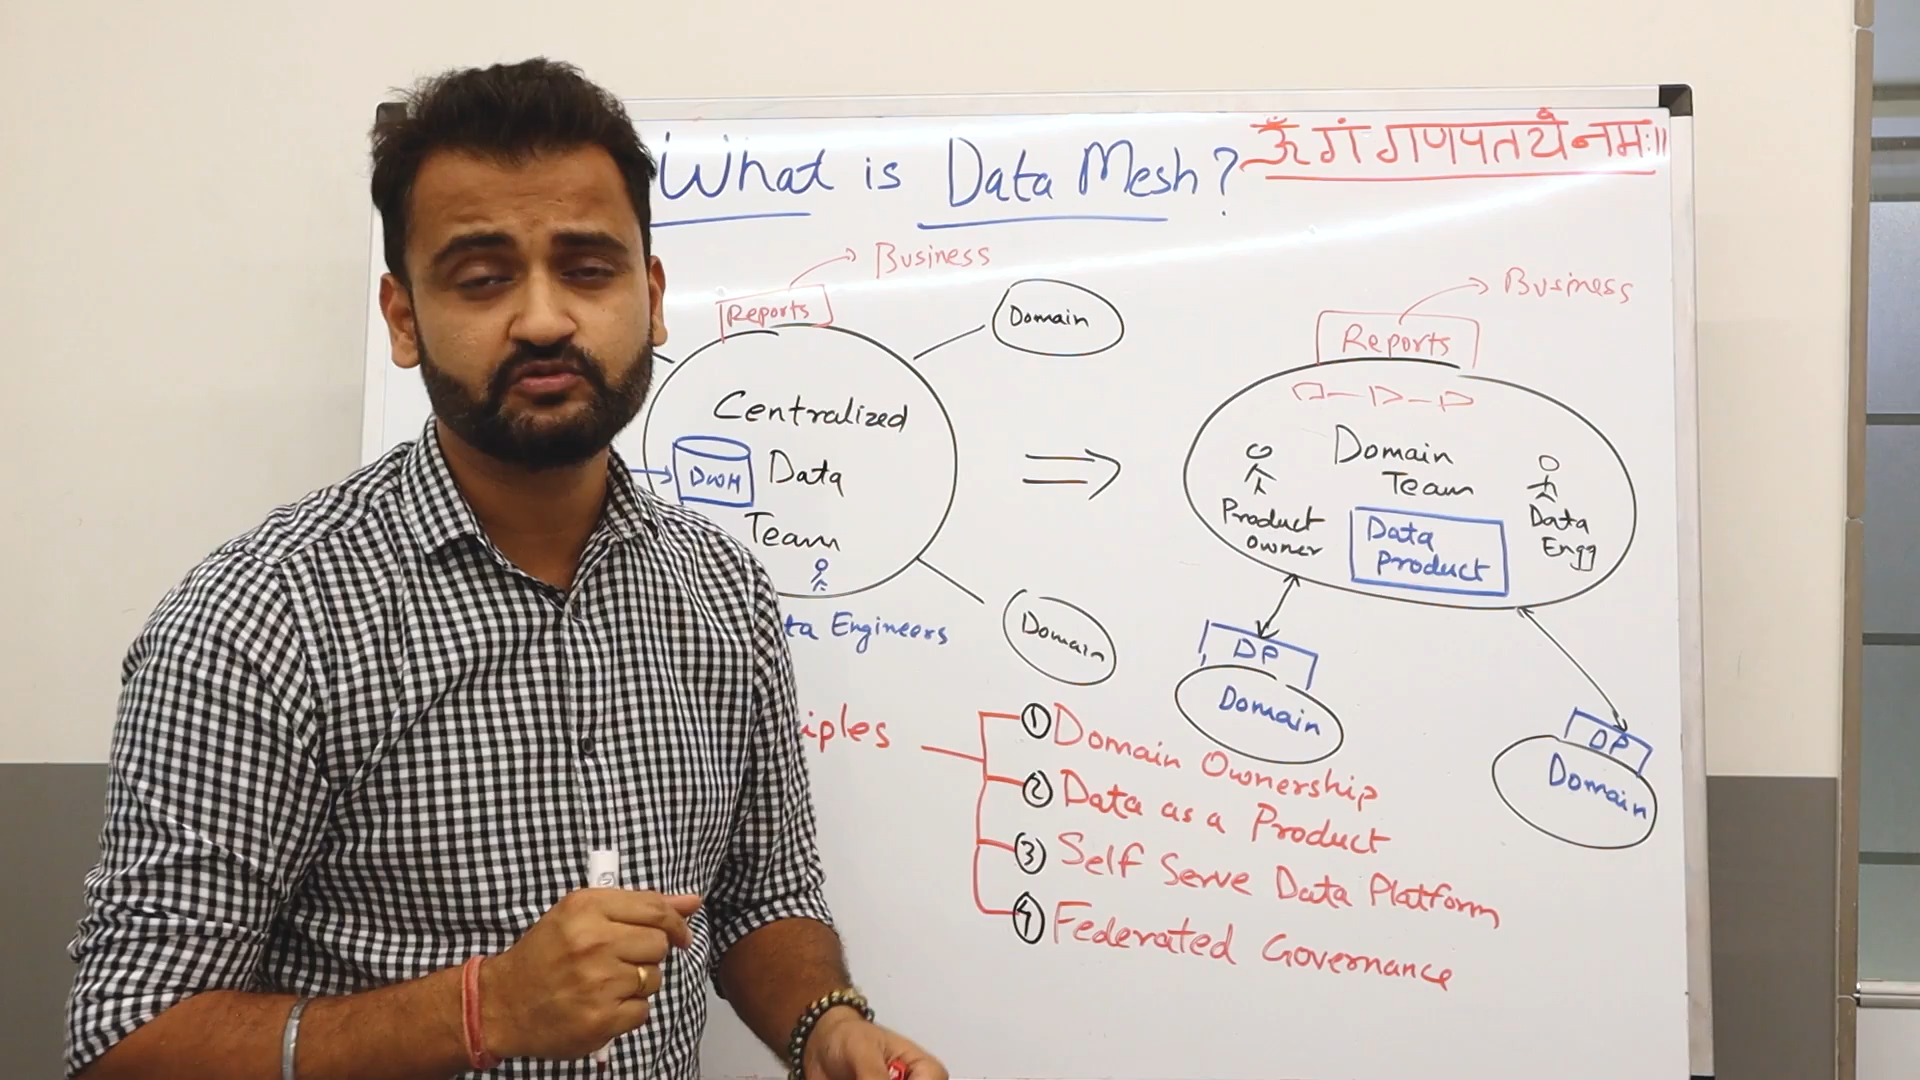 What is Data Mesh?
ॐ गं गणपतये नमः॥
Business
Reports
Domain
Centralized
DWH
Data
Team
ta Engineers
Domain
Business
Reports
Domain
Team
Product
Owner
Data
Product
Data
Engg
DP
Domain
DP
Domain
iples
① Domain Ownership
② Data as a Product
③ Self Serve Data Platform
④ Federated Governance